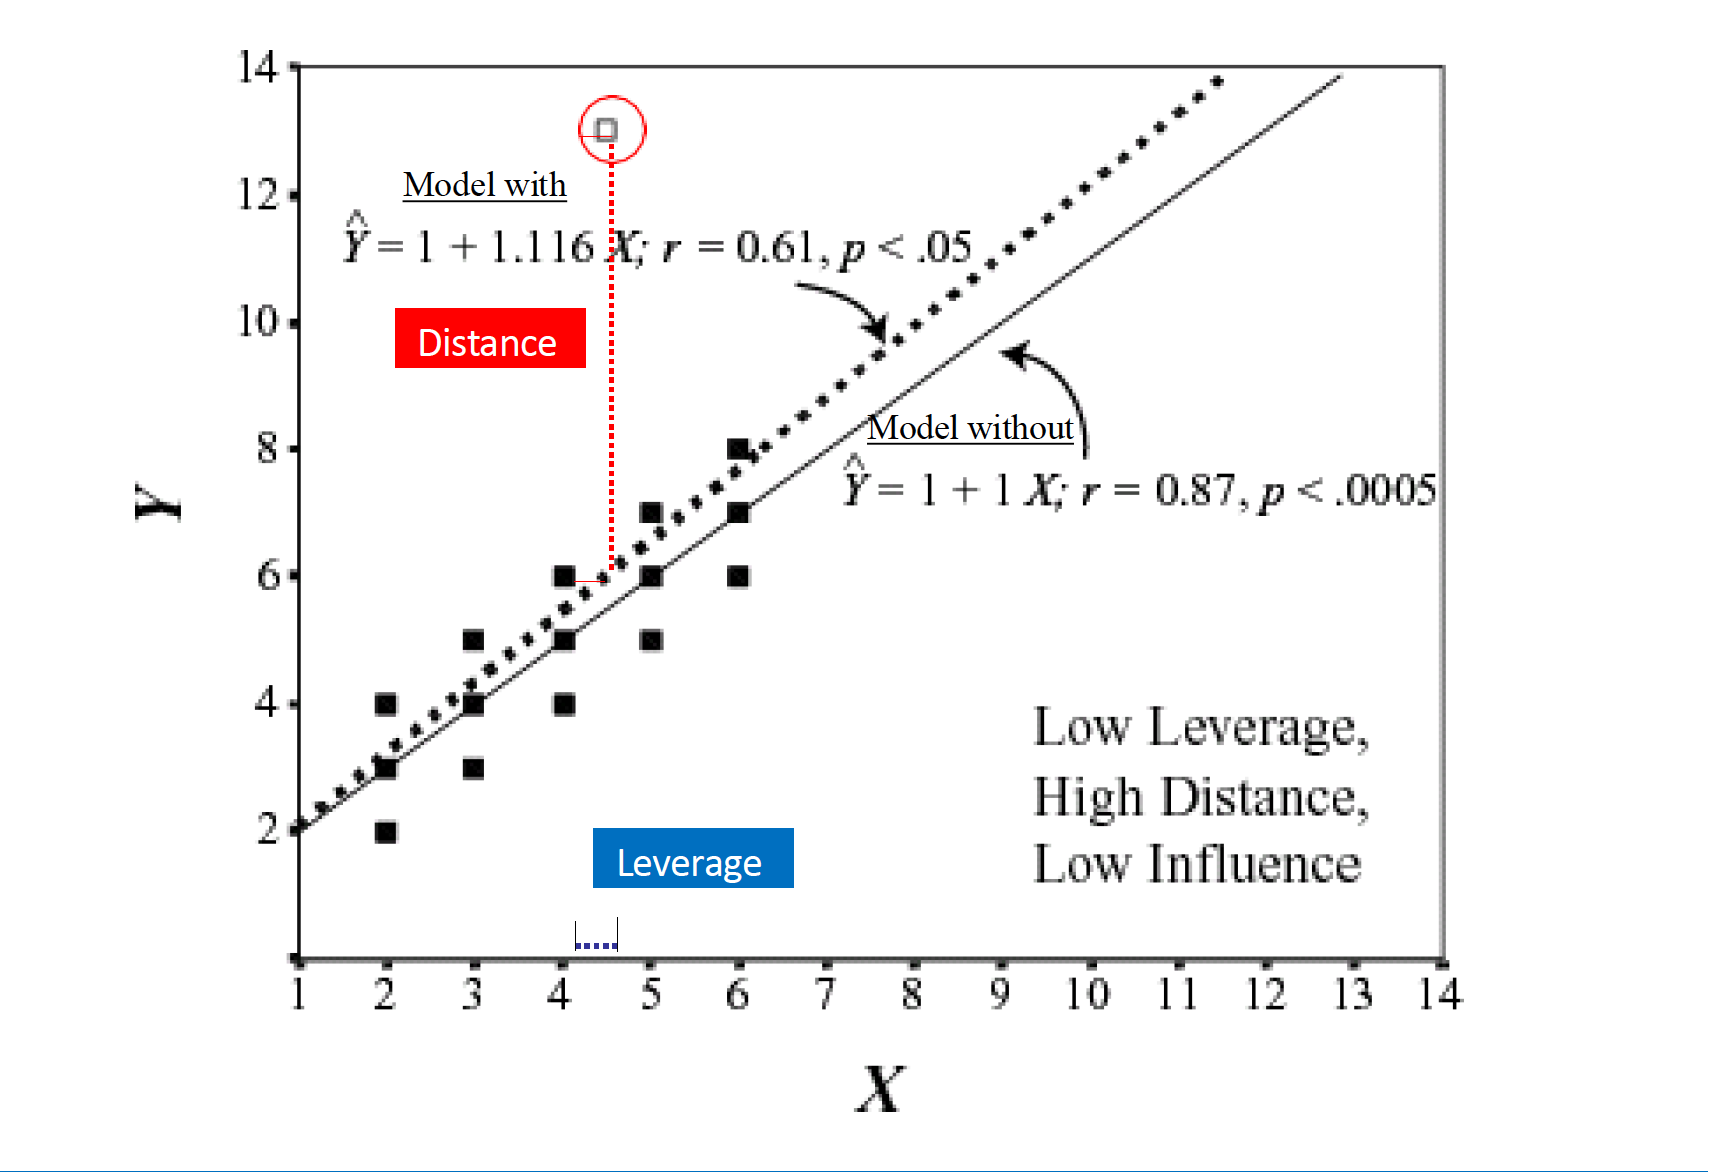 14
Model with
12
Ŷ = 1 + 1.116 X; r = 0.61, p < .05
10
Distance
8
Model without
Ŷ = 1 + 1 X; r = 0.87, p < .0005
Y
6
4
Low Leverage,
High Distance,
Low Influence
2
Leverage
1 2 3 4 5 6 7 8 9 10 11 12 13 14
X